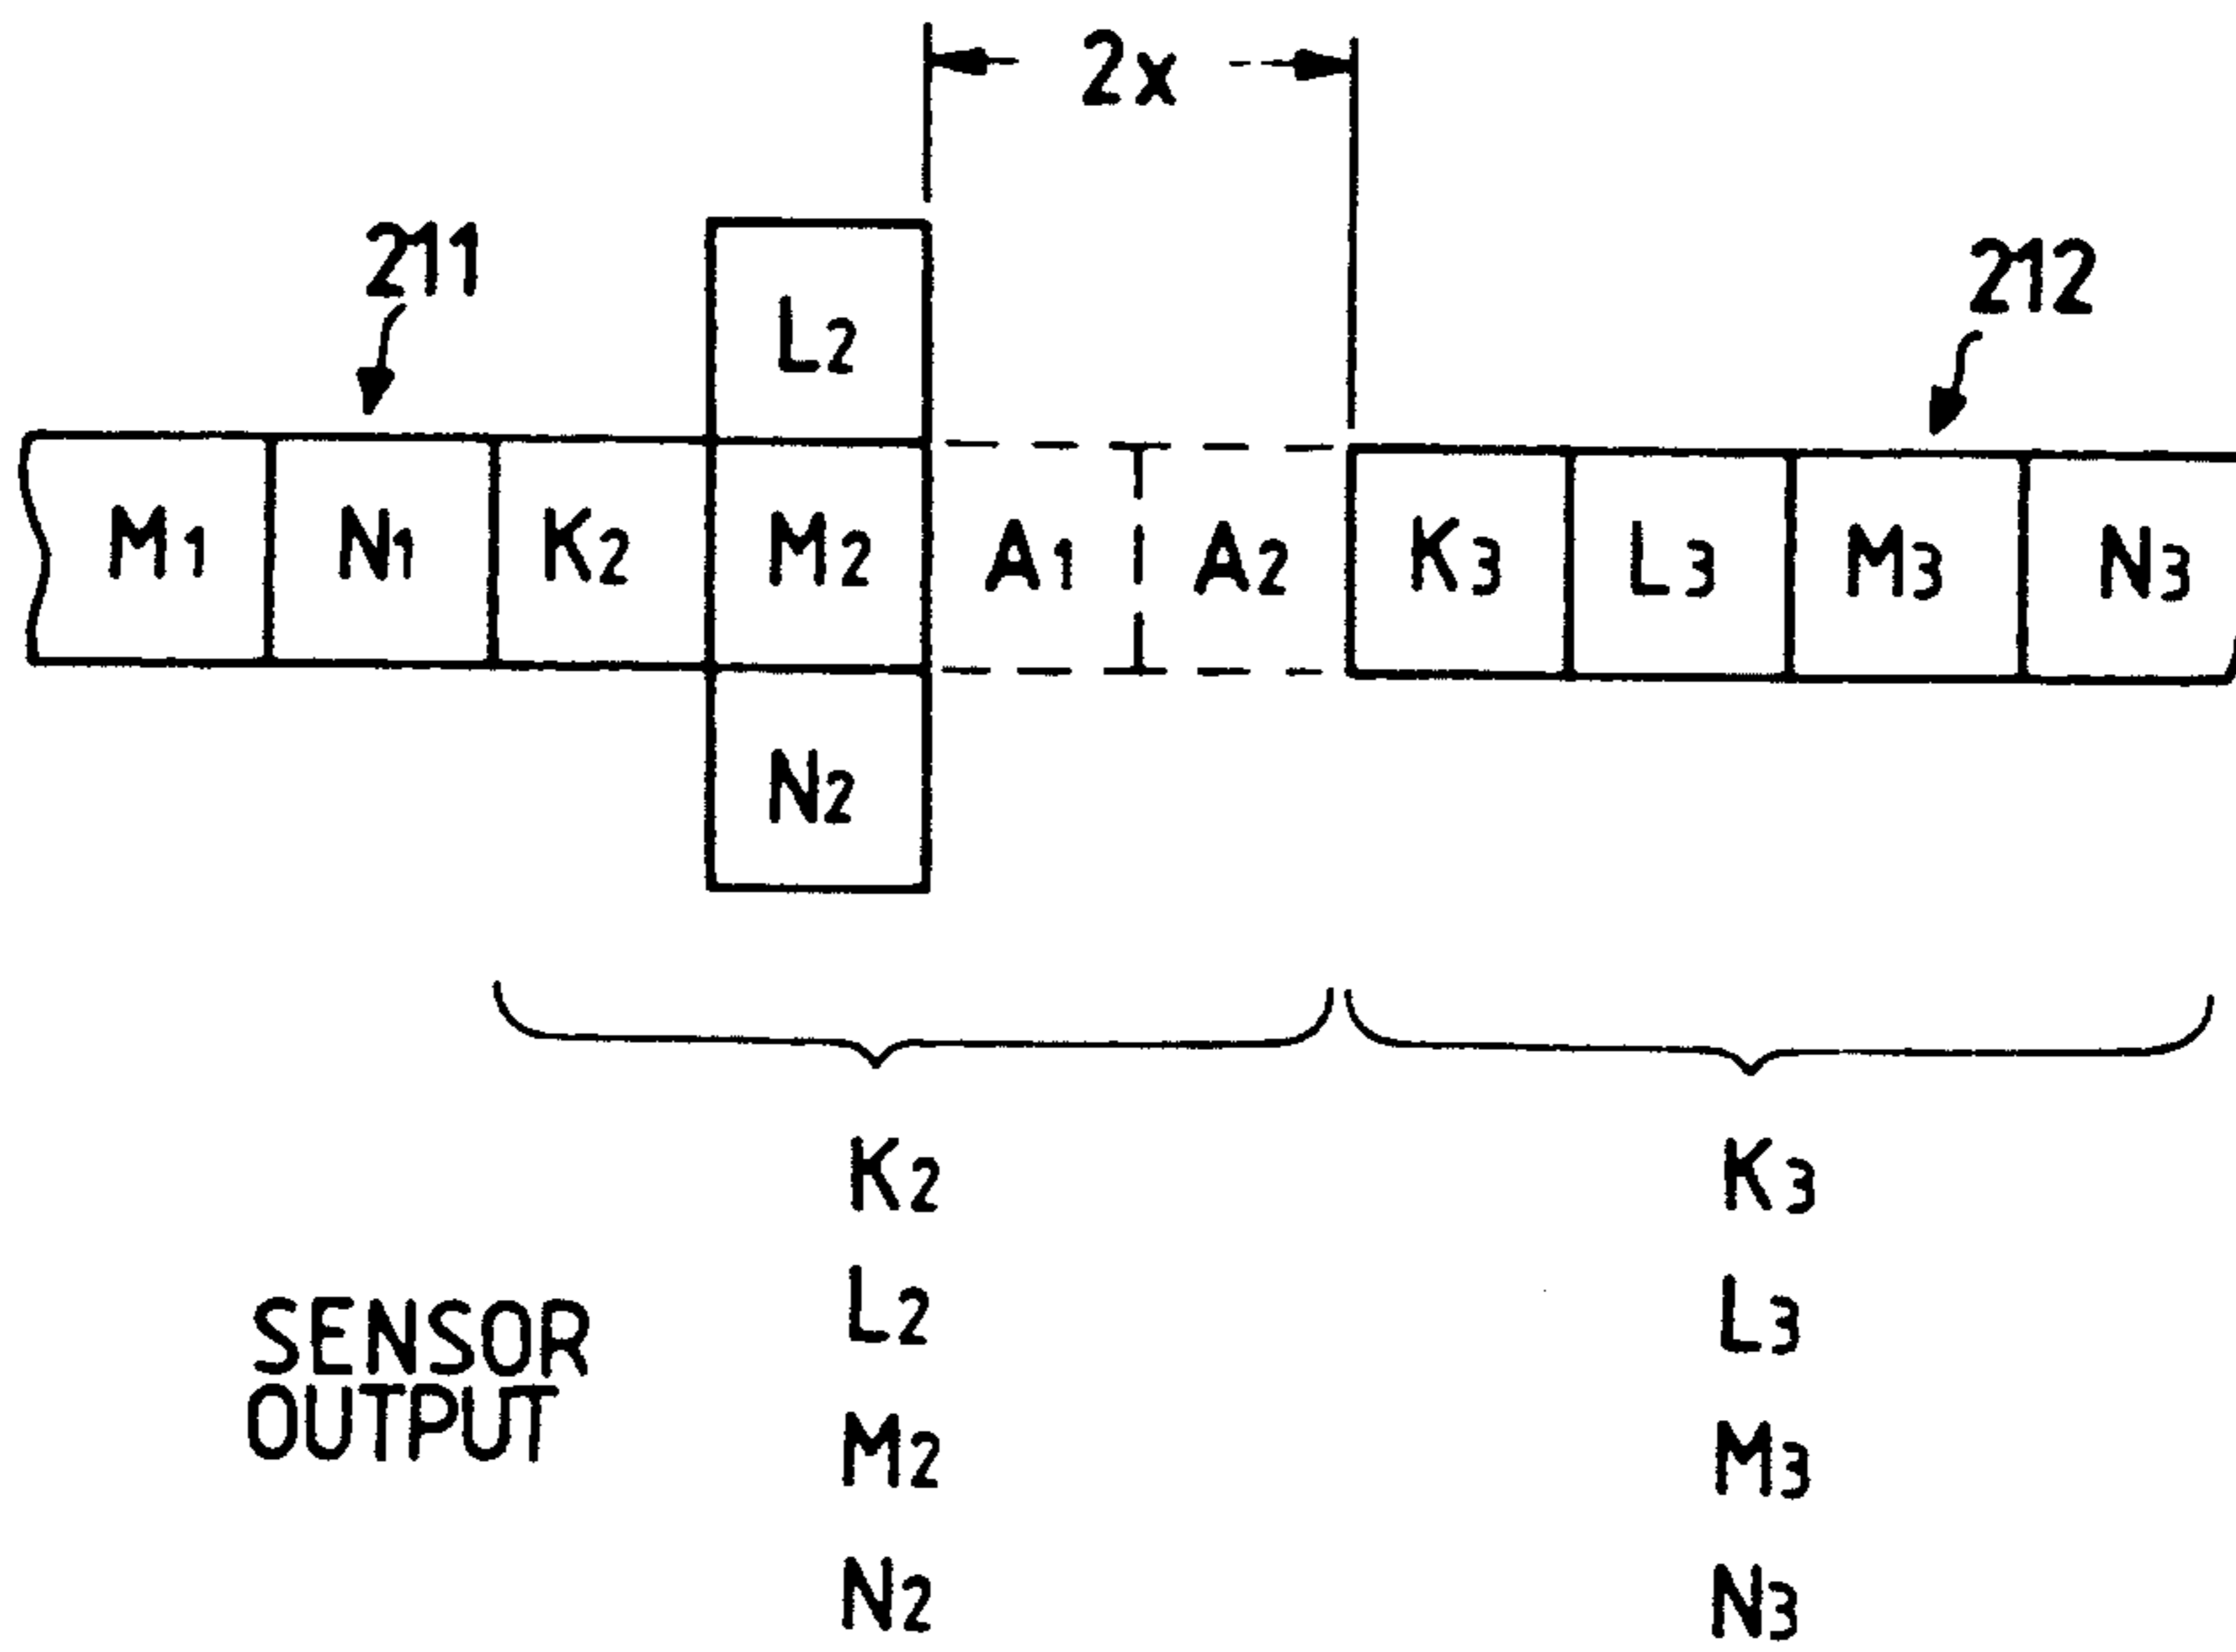 2x
211
212
L2
M1 N1 K2 M2 A1 A2 K3 L3 M3 N3
N2
K2 K3
L2 L3
SENSOR
OUTPUT
M2 M3
N2 N3